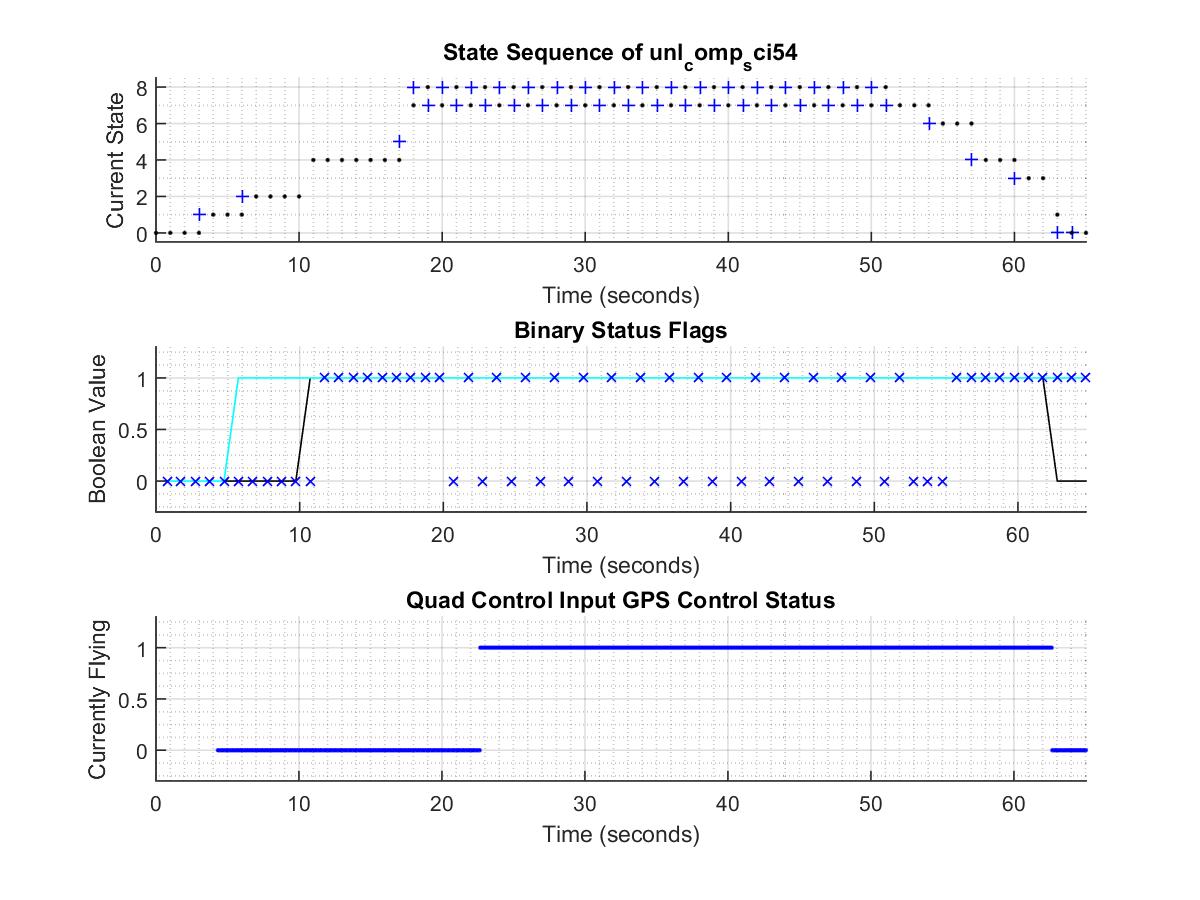 State Sequence of unl_comp_sci54
Current State
8
6
4
2
0
0 10 20 30 40 50 60
Time (seconds)
Binary Status Flags
Boolean Value
1
0.5
0
0 10 20 30 40 50 60
Time (seconds)
Quad Control Input GPS Control Status
Currently Flying
1
0.5
0
0 10 20 30 40 50 60
Time (seconds)